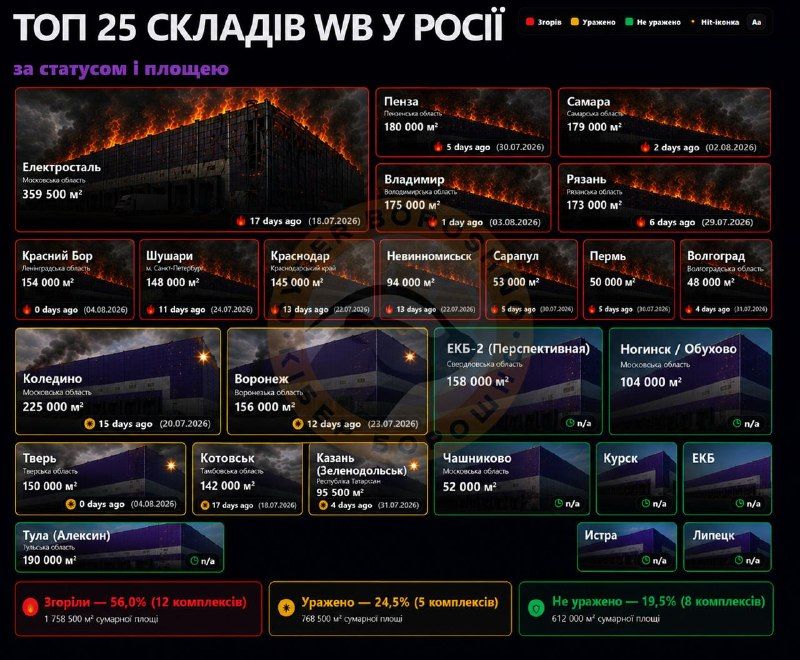 ТОП 25 СКЛАДІВ WB У РОСІЇ
Згорів
Уражено
Не уражено
Hit-іконка
Aa
за статусом і площею
Електросталь
Московська область
359 500 м²
17 days ago (18.07.2026)
Пенза
Пензенська область
180 000 м²
5 days ago (30.07.2026)
Самара
Самарська область
179 000 м²
2 days ago (02.08.2026)
Владимир
Володимирська область
175 000 м²
1 day ago (03.08.2026)
Рязань
Рязанська область
173 000 м²
6 days ago (29.07.2026)
Красний Бор
Ленінградська область
154 000 м²
0 days ago (04.08.2026)
Шушари
м. Санкт-Петербург
148 000 м²
11 days ago (24.07.2026)
Краснодар
Краснодарський край
145 000 м²
13 days ago (22.07.2026)
Невинномиськ
94 000 м²
13 days ago (22.07.2026)
Сарапул
53 000 м²
5 days ago (30.07.2026)
Пермь
50 000 м²
5 days ago (30.07.2026)
Волгоград
Волгоградська область
48 000 м²
4 days ago (31.07.2026)
Коледино
Московська область
225 000 м²
15 days ago (20.07.2026)
Воронеж
Воронезька область
156 000 м²
12 days ago (23.07.2026)
ЕКБ-2 (Перспективная)
Свердловська область
158 000 м²
n/a
Ногинск / Обухово
Московська область
104 000 м²
n/a
Тверь
Тверська область
150 000 м²
0 days ago (04.08.2026)
Котовськ
Тамбовська область
142 000 м²
17 days ago (18.07.2026)
Казань
(Зеленодольськ)
Республіка Татарстан
95 500 м²
4 days ago (31.07.2026)
Чашниково
Московська область
52 000 м²
n/a
Курск
n/a
ЕКБ
n/a
Тула (Алексин)
Тульська область
190 000 м²
n/a
Истра
n/a
Липецк
n/a
Згоріли — 56,0% (12 комплексів)
1 758 500 м² сумарної площі
Уражено — 24,5% (5 комплексів)
768 500 м² сумарної площі
Не уражено — 19,5% (8 комплексів)
612 000 м² сумарної площі